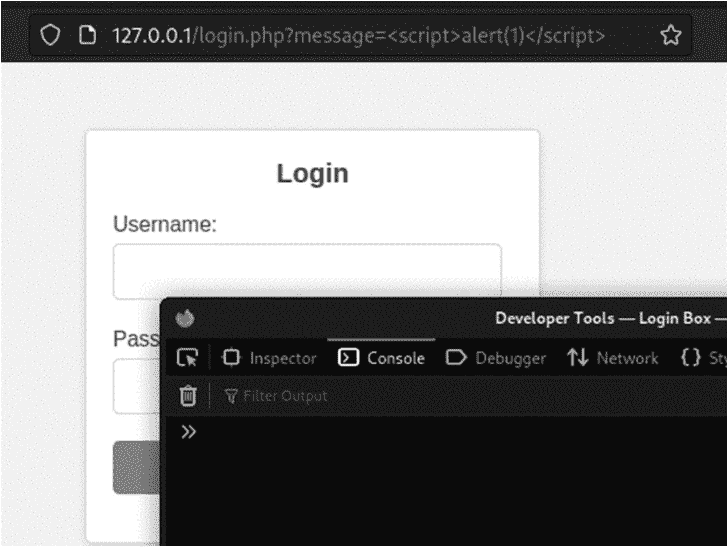 127.0.0.1/login.php?message=<script>alert(1)</script>
Login
Username:
Pass
Developer Tools — Login Box —
Inspector
Console
Debugger
Network
{} Sty
Filter Output
»